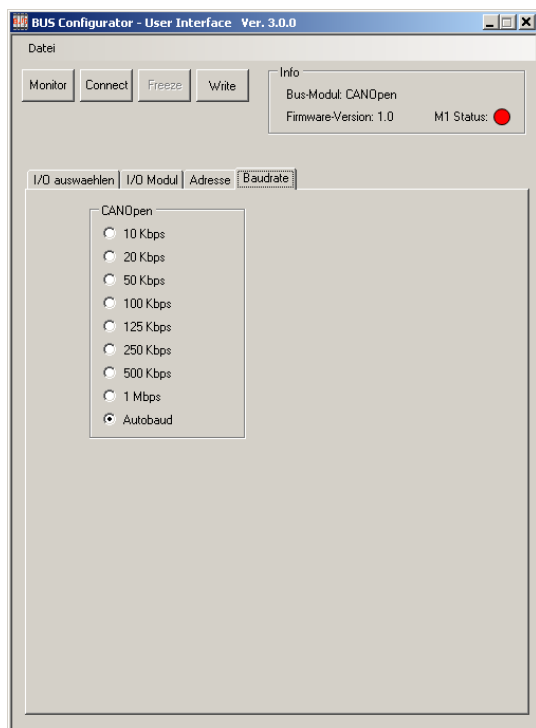 BUS Configurator - User Interface Ver. 3.0.0
Datei
Monitor Connect Freeze Write
Info
Bus-Modul: CANOpen
Firmware-Version: 1.0 M1 Status:
I/O auswaehlen I/O Modul Adresse Baudrate
CANOpen
10 Kbps
20 Kbps
50 Kbps
100 Kbps
125 Kbps
250 Kbps
500 Kbps
1 Mbps
Autobaud